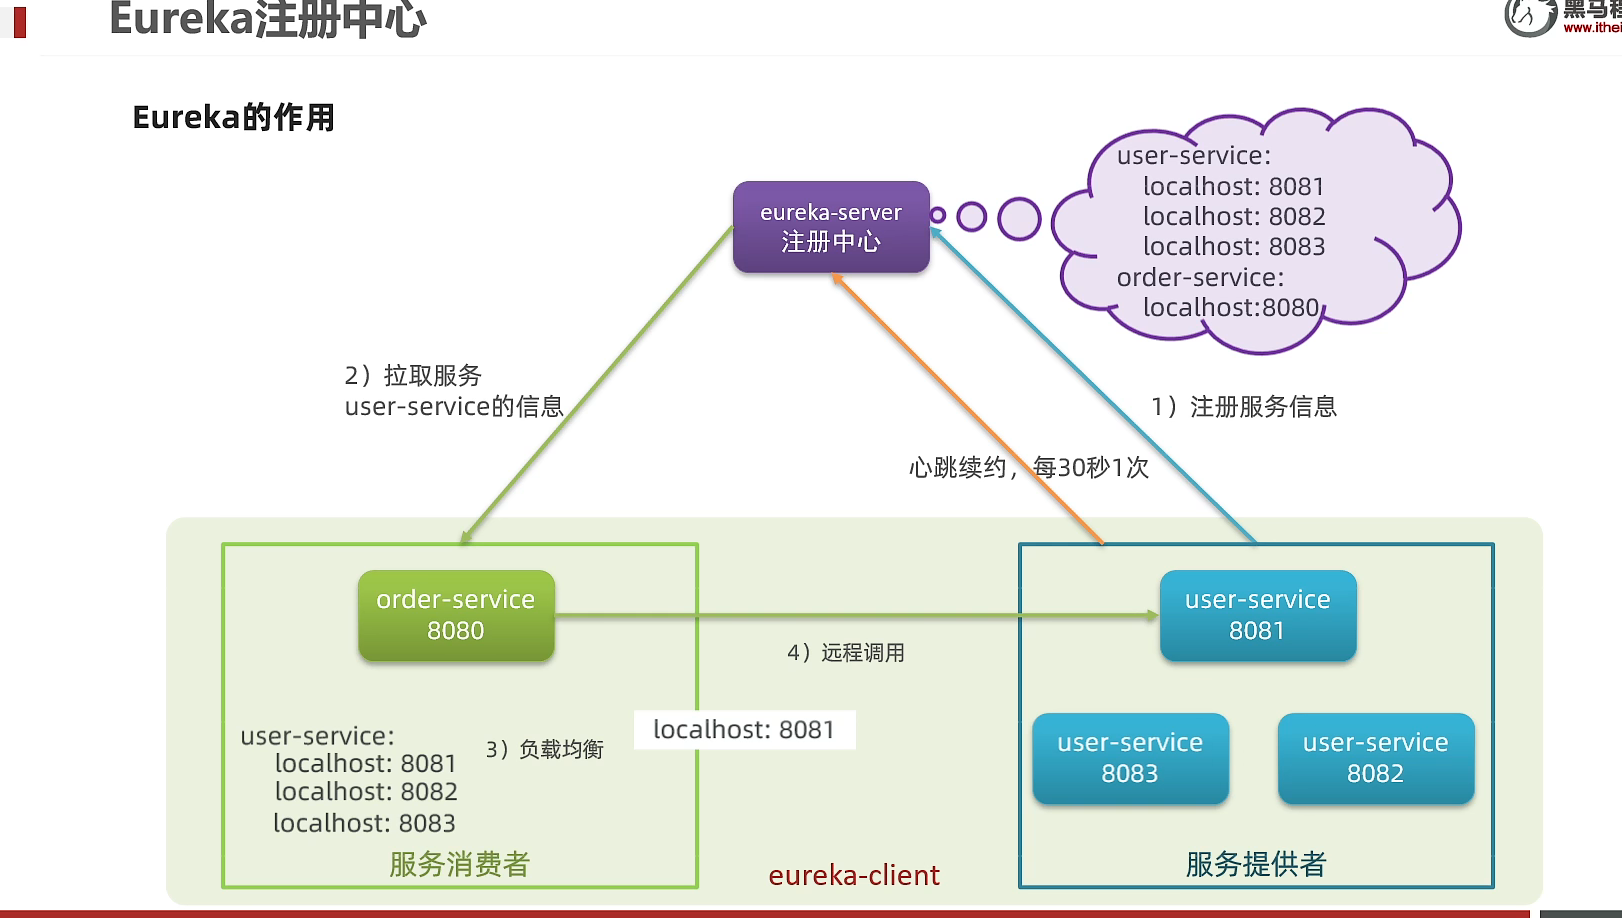 Eureka注册中心
黑马程
www.ithei
Eureka的作用
eureka-server
注册中心
user-service:
localhost: 8081
localhost: 8082
localhost: 8083
order-service:
localhost:8080
2）拉取服务
user-service的信息
1）注册服务信息
心跳续约，每30秒1次
order-service
8080
user-service
8081
4）远程调用
user-service:
localhost: 8081
localhost: 8082
localhost: 8083
3）负载均衡
localhost: 8081
user-service
8083
user-service
8082
服务消费者
eureka-client
服务提供者